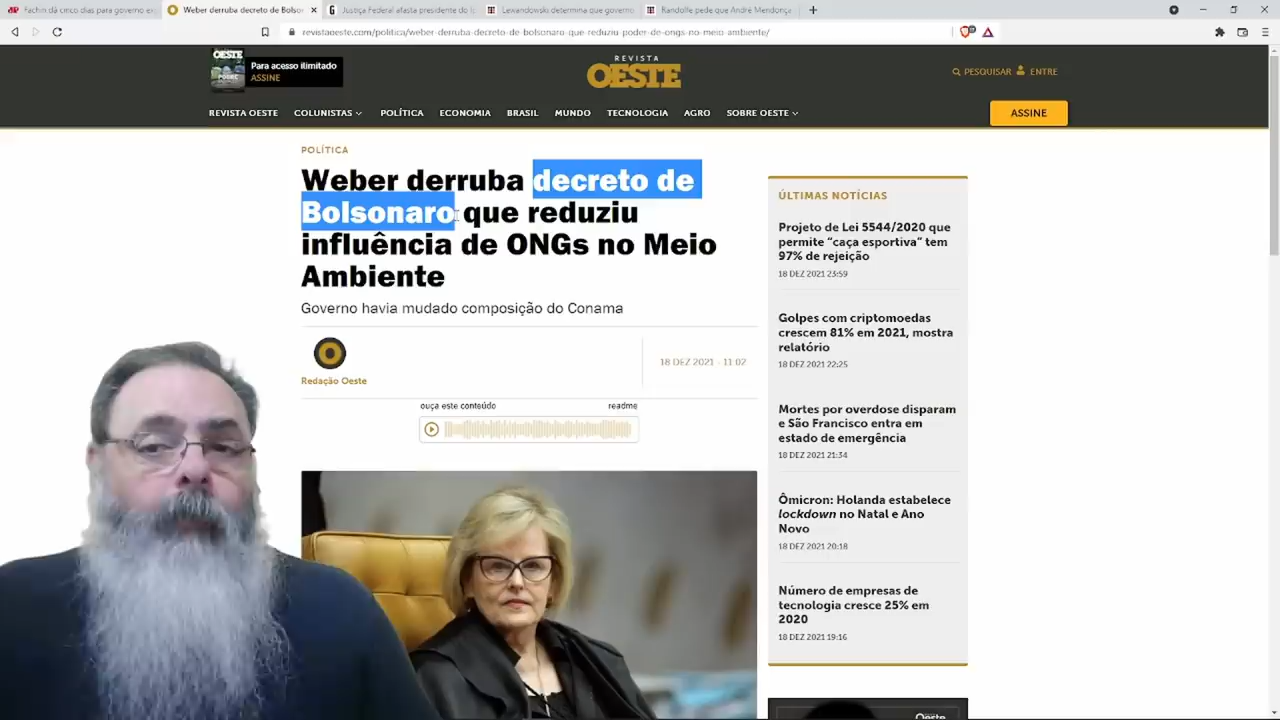 Fachin dá cinco dias para governo exp
Weber derruba decreto de Bolso
Justiça Federal afasta presidente do I
Lewandowski determina que governo
Randolfe pede que André Mendonça
revistaoeste.com/politica/weber-derruba-decreto-de-bolsonaro-que-reduziu-poder-de-ongs-no-meio-ambiente/
OESTE
Para acesso ilimitado
ASSINE
REVISTA
OESTE
PESQUISAR
ENTRE
REVISTA OESTE
COLUNISTAS
POLÍTICA
ECONOMIA
BRASIL
MUNDO
TECNOLOGIA
AGRO
SOBRE OESTE
ASSINE
POLÍTICA
Weber derruba decreto de
Bolsonaro que reduziu
influência de ONGs no Meio
Ambiente
Governo havia mudado composição do Conama
Redação Oeste
18 DEZ 2021 - 11:02
ouça este conteúdo
readme
ÚLTIMAS NOTÍCIAS
Projeto de Lei 5544/2020 que
permite “caça esportiva” tem
97% de rejeição
18 DEZ 2021 23:59
Golpes com criptomoedas
crescem 81% em 2021, mostra
relatório
18 DEZ 2021 22:25
Mortes por overdose disparam
e São Francisco entra em
estado de emergência
18 DEZ 2021 21:34
Ômicron: Holanda estabelece
lockdown no Natal e Ano
Novo
18 DEZ 2021 20:18
Número de empresas de
tecnologia cresce 25% em
2020
18 DEZ 2021 19:16
Oeste